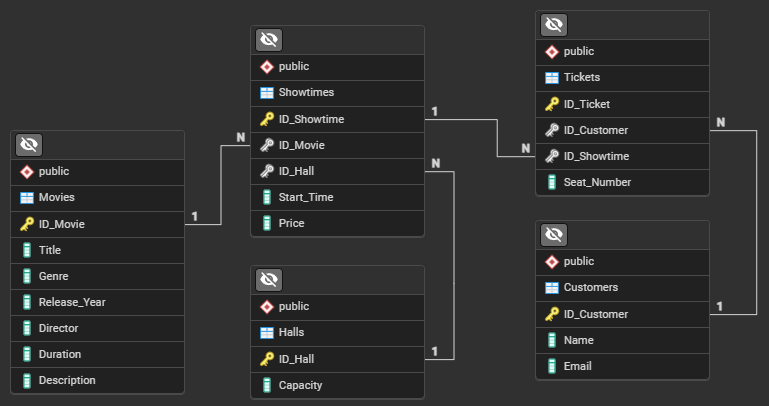 public
Movies
ID_Movie
Title
Genre
Release_Year
Director
Duration
Description
1
N
public
Showtimes
ID_Showtime
ID_Movie
ID_Hall
Start_Time
Price
1
N
N
public
Halls
ID_Hall
Capacity
1
public
Tickets
ID_Ticket
ID_Customer
ID_Showtime
Seat_Number
N
public
Customers
ID_Customer
Name
Email
1